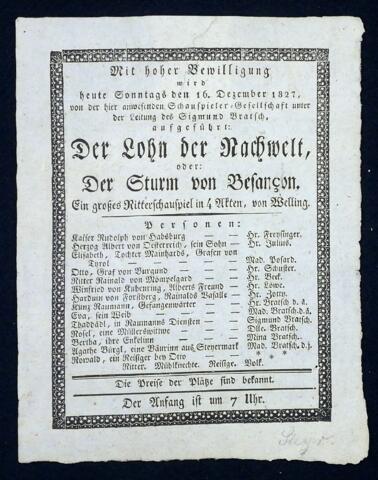 Mit hoher Bewilligung
wird
heute Sonntags den 16. Dezember 1827,
von der hier anwesenden Schauspieler-Gesellschaft unter
der Leitung des Sigmund Bratsch,
aufgeführt:
Der Lohn der Nachwelt,
oder:
Der Sturm von Besançon.
Ein großes Ritterschauspiel in 4 Akten, von Welling.
Personen:
Kaiser Rudolph von Habsburg — — Hr. Freysinger.
Herzog Albert von Oesterreich, sein Sohn — Hr. Julius.
Elisabeth, Tochter Mainhards, Grafen von
Tyrol — — — — Mad. Posard.
Otto, Graf von Burgund — — Hr. Schuster.
Ritter Rainald von Mömpelgard — — Hr. Beck.
Winfried von Kuhenring, Alberts Freund — Hr. Löwe.
Harduin von Forstberg, Rainalds Vasalle — Hr. Zotty.
Kunz Raumann, Gefangenwärter — — Hr. Bratsch d. ä.
Eva, sein Weib — — — Mad. Bratsch. d. ä.
Thaddädl, in Raumanns Diensten — — Sigmund Bratsch.
Rosel, eine Müllerswittwe — — Dlle. Bratsch.
Bertha, ihre Enkelinn — — Mina Bratsch.
Agathe Bürgl, eine Bäurinn aus Steyermark Mad. Bratsch, d. j.
Rowald, ein Reisiger bey Otto — — * * *
Ritter. Mühlknechte. Reisige. Volk.
Die Preise der Plätze sind bekannt.
Der Anfang ist um 7 Uhr.